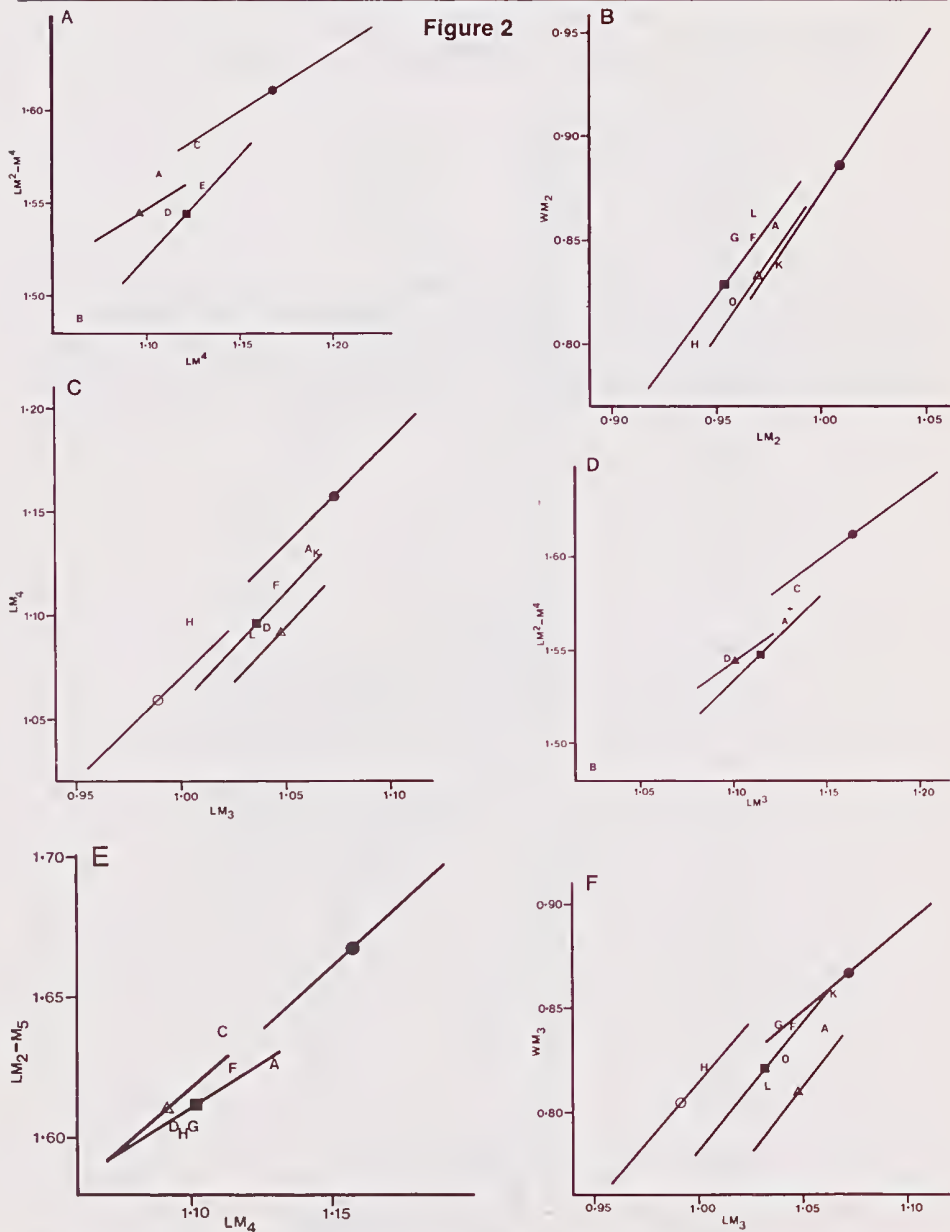 Figure 2
A
LM²–M⁴
1·60
1·55
1·50
C
A
E
D
B
1·10
1·15
1·20
LM⁴
B
WM₂
0·95
0·90
0·85
0·80
L
A
G
F
K
O
H
0·90
0·95
1·00
1·05
LM₂
C
LM₄
1·20
1·15
1·10
1·05
A
K
F
H
L
D
0·95
1·00
1·05
1·10
LM₃
D
LM²–M⁴
1·60
1·55
1·50
C
A
D
B
1·05
1·10
1·15
1·20
LM³
E
LM₂–M₅
1·70
1·65
1·60
C
F
A
D
H
G
1·10
1·15
LM₄
F
WM₃
0·90
0·85
0·80
K
G
F
A
H
O
L
0·95
1·00
1·05
1·10
LM₃